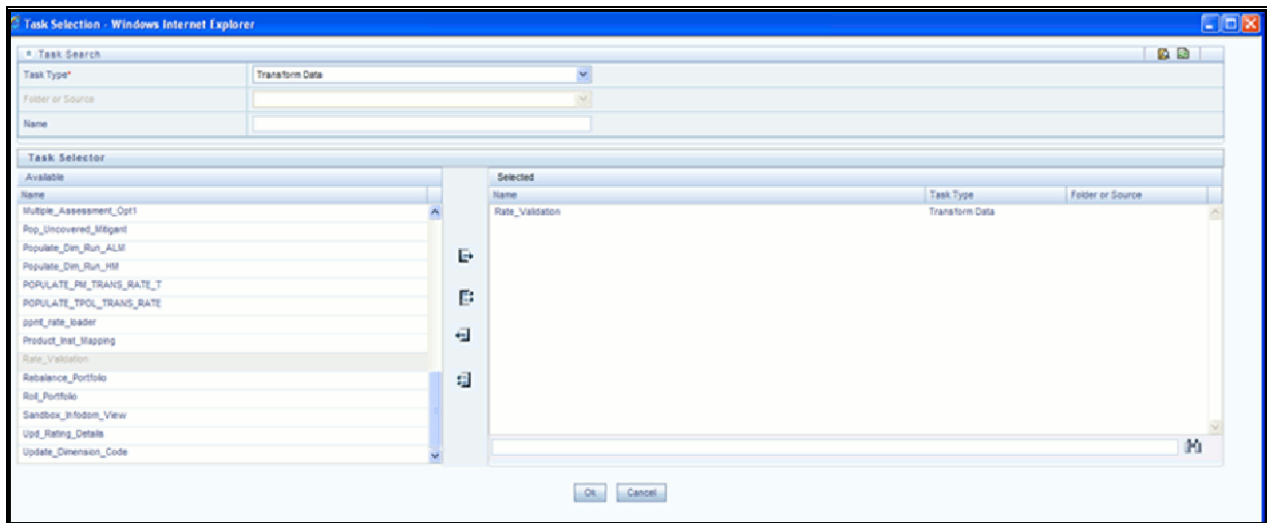 Task Selection - Windows Internet Explorer
Task Search
Task Type* Transform Data
Folder or Source
Name
Task Selector
Available
Name
Multiple_Assessment_Opt1
Pop_Uncovered_Mitigant
Populate_Dim_Run_ALM
Populate_Dim_Run_HM
POPULATE_PM_TRANS_RATE_T
POPULATE_TPOL_TRANS_RATE
ppmt_rate_loader
Product_Inst_Mapping
Rate_Validation
Rebalance_Portfolio
Roll_Portfolio
Sandbox_Infodom_View
Upd_Rating_Details
Update_Dimension_Code
Selected
Name Task Type Folder or Source
Rate_Validation Transform Data
Ok Cancel